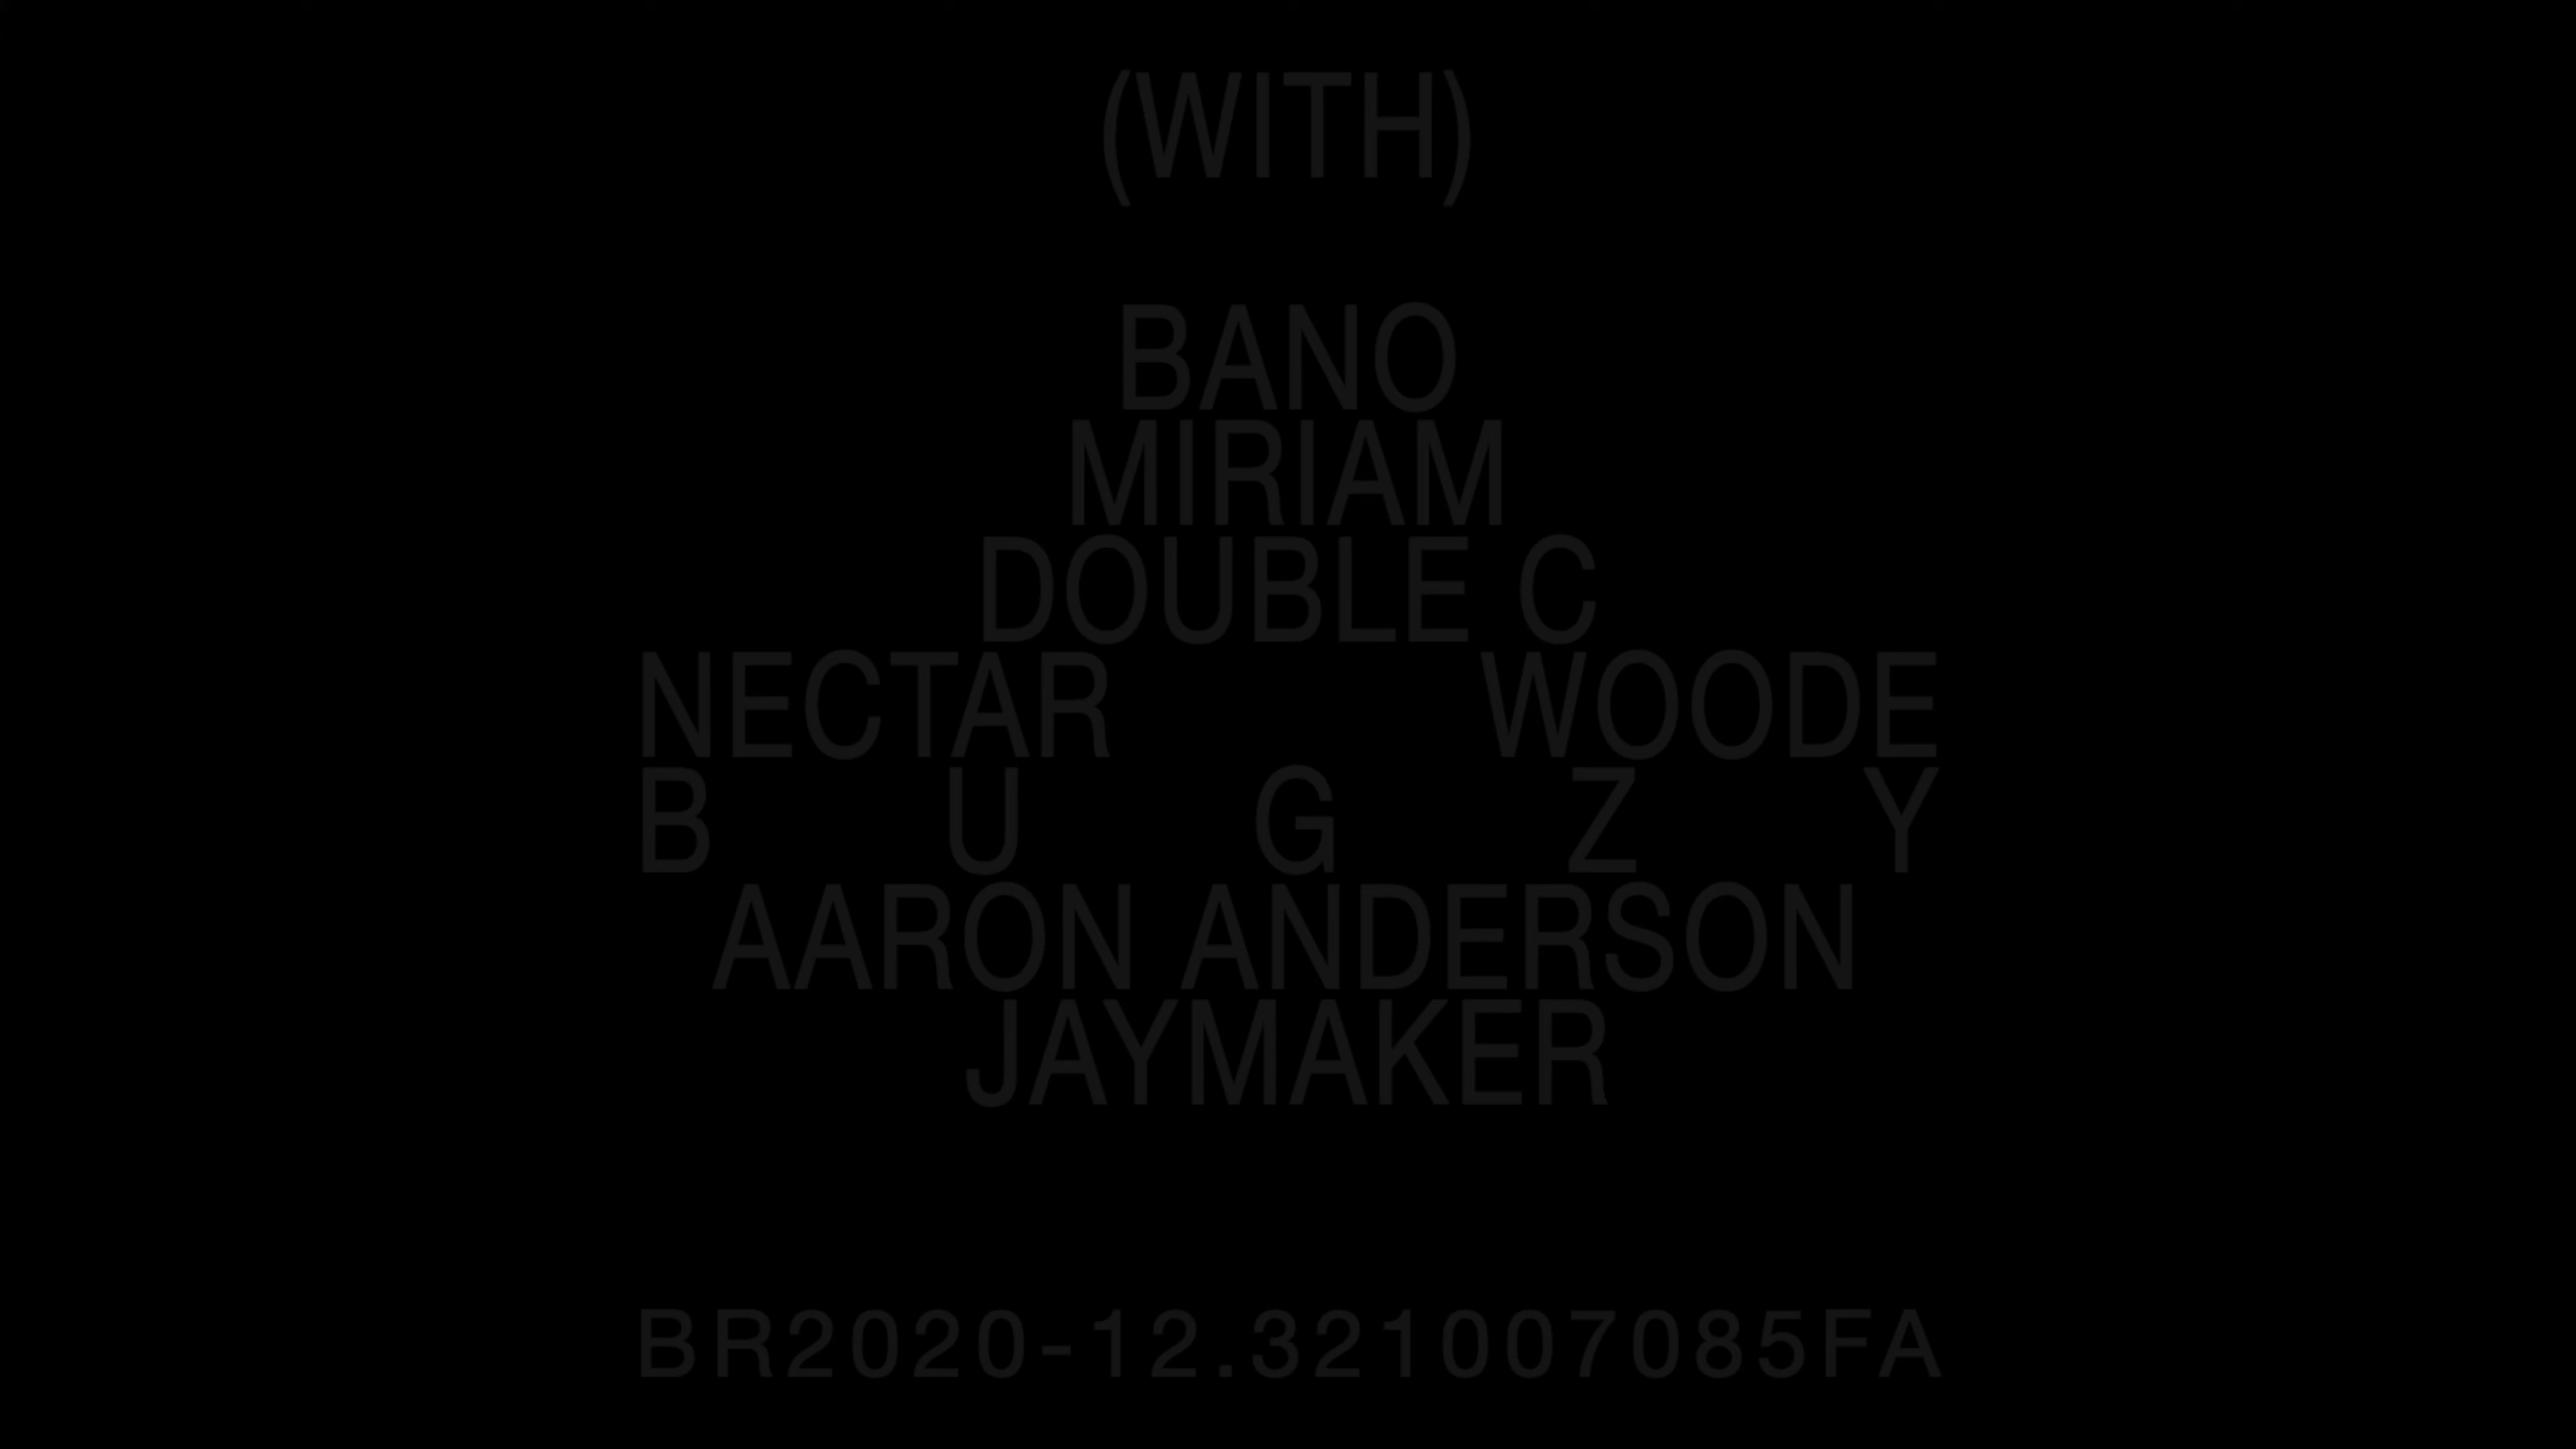 (WITH)
BANO
MIRIAM
DOUBLE C
NECTAR WOODE
B U G Z Y
AARON ANDERSON
JAYMAKER
BR2020-12.321007085FA